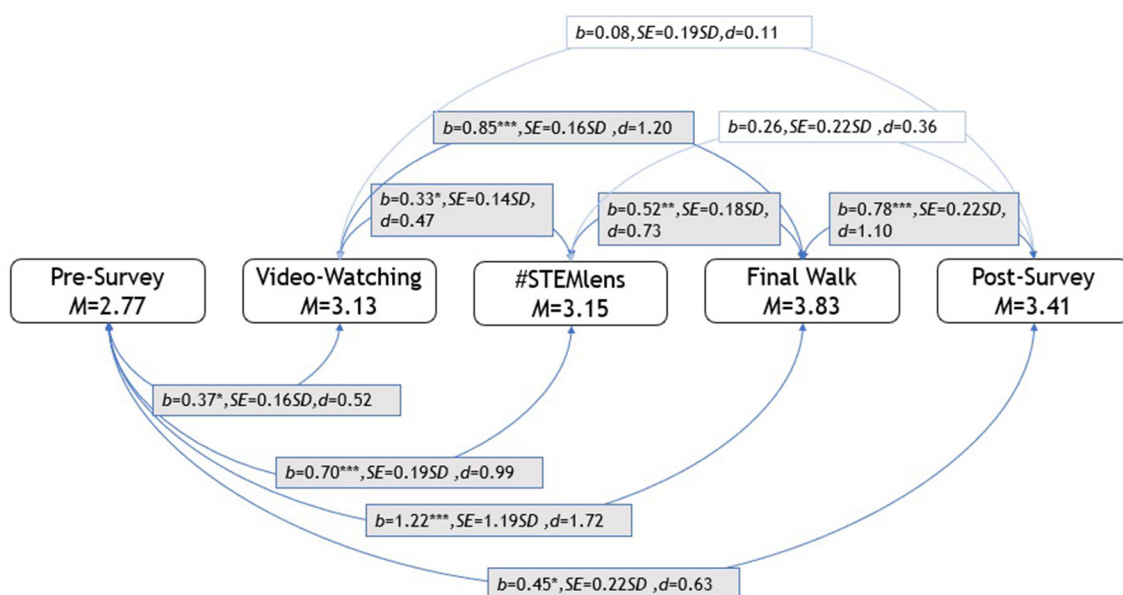 b=0.08,SE=0.19SD,d=0.11
b=0.85***,SE=0.16SD ,d=1.20
b=0.26,SE=0.22SD ,d=0.36
b=0.33*,SE=0.14SD,
d=0.47
b=0.52**,SE=0.18SD,
d=0.73
b=0.78***,SE=0.22SD,
d=1.10
Pre-Survey
M=2.77
Video-Watching
M=3.13
#STEMlens
M=3.15
Final Walk
M=3.83
Post-Survey
M=3.41
b=0.37*,SE=0.16SD,d=0.52
b=0.70***,SE=0.19SD ,d=0.99
b=1.22***,SE=1.19SD ,d=1.72
b=0.45*,SE=0.22SD ,d=0.63